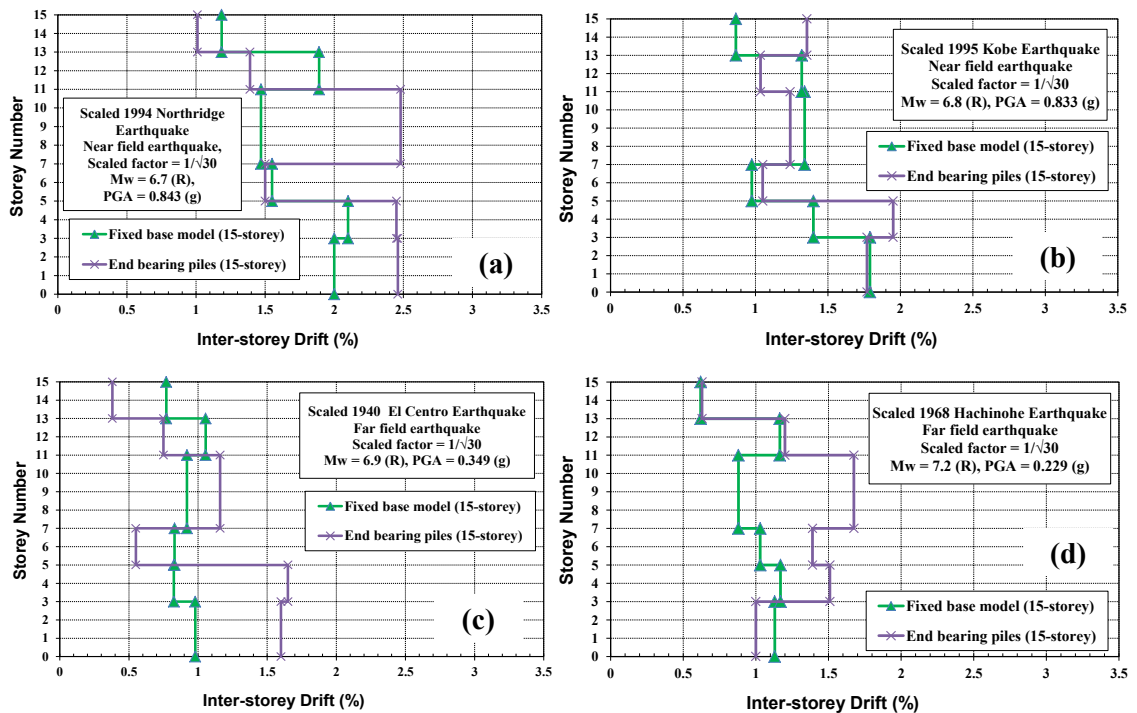 15
14
13
12
11
10
9
8
7
6
5
4
3
2
1
0
Storey Number
Scaled 1994 Northridge
Earthquake
Near field earthquake,
Scaled factor = 1/√30
Mw = 6.7 (R),
PGA = 0.843 (g)
Fixed base model (15-storey)
End bearing piles (15-storey)
(a)
0 0.5 1 1.5 2 2.5 3 3.5
Inter-storey Drift (%)
15
14
13
12
11
10
9
8
7
6
5
4
3
2
1
0
Storey Number
Scaled 1995 Kobe Earthquake
Near field earthquake
Scaled factor = 1/√30
Mw = 6.8 (R), PGA = 0.833 (g)
Fixed base model (15-storey)
End bearing piles (15-storey)
(b)
0 0.5 1 1.5 2 2.5 3 3.5
Inter-storey Drift (%)
15
14
13
12
11
10
9
8
7
6
5
4
3
2
1
0
Storey Number
Scaled 1940 El Centro Earthquake
Far field earthquake
Scaled factor = 1/√30
Mw = 6.9 (R), PGA = 0.349 (g)
Fixed base model (15-storey)
End bearing piles (15-storey)
(c)
0 0.5 1 1.5 2 2.5 3 3.5
Inter-storey Drift (%)
15
14
13
12
11
10
9
8
7
6
5
4
3
2
1
0
Storey Number
Scaled 1968 Hachinohe Earthquake
Far field earthquake
Scaled factor = 1/√30
Mw = 7.2 (R), PGA = 0.229 (g)
(d)
Fixed base model (15-storey)
End bearing piles (15-storey)
0 0.5 1 1.5 2 2.5 3 3.5
Inter-storey Drift (%)